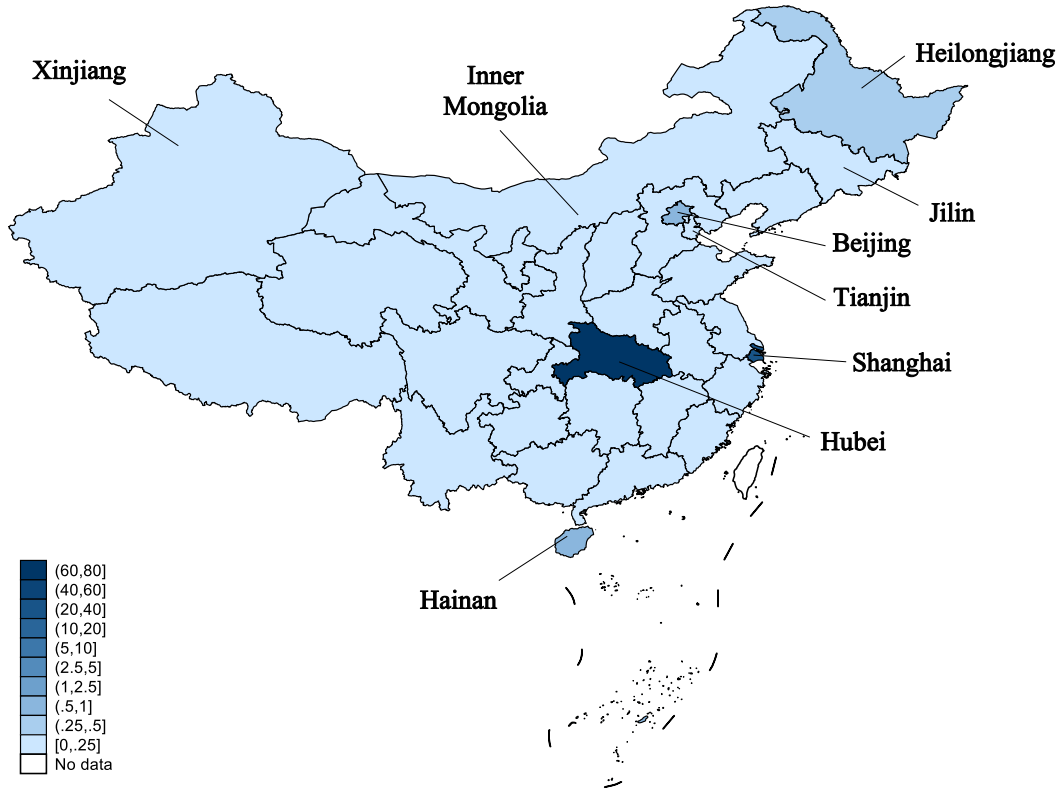 Heilongjiang
Xinjiang
Inner
Mongolia
Jilin
Beijing
Tianjin
Shanghai
Hubei
Hainan
(60,80]
(40,60]
(20,40]
(10,20]
(5,10]
(2.5,5]
(1,2.5]
(.5,1]
(.25,.5]
[0,.25]
No data